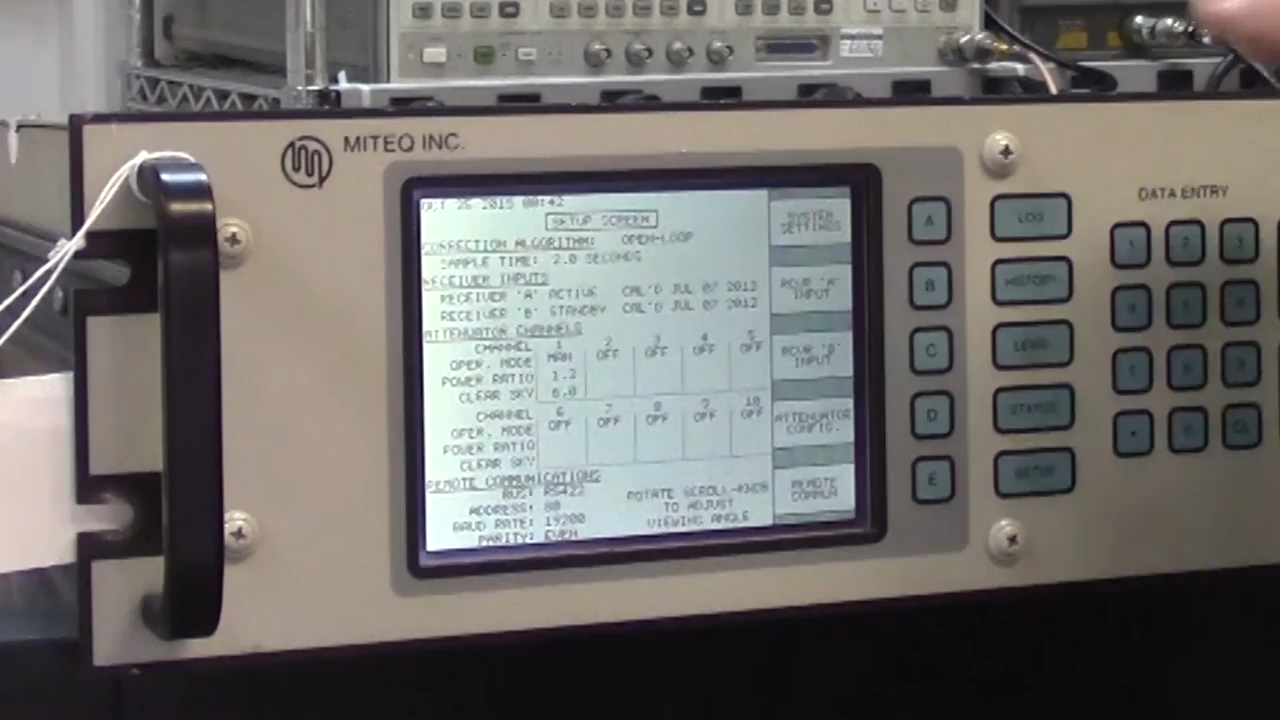 MITEQ INC.
OCT 26 2015 08:42
SETUP SCREEN
CORRECTION ALGORITHM: OPEN-LOOP
SAMPLE TIME: 2.0 SECONDS
RECEIVER INPUTS
RECEIVER 'A' ACTIVE CAL'D JUL 07 2012
RECEIVER 'B' STANDBY CAL'D JUL 07 2012
ATTENUATOR CHANNELS
CHANNEL 1 2 3 4 5
OPER. MODE MAN OFF OFF OFF OFF
POWER RATIO 1.2
CLEAR SKY 6.0
CHANNEL 6 7 8 9 10
OPER. MODE OFF OFF OFF OFF OFF
POWER RATIO
CLEAR SKY
REMOTE COMMUNICATIONS
BUS: RS422
ADDRESS: 80
BAUD RATE: 19200
PARITY: EVEN
ROTATE SCROLL-KNOB
TO ADJUST
VIEWING ANGLE
SYSTEM
SETTINGS
RCVR 'A'
INPUT
RCVR 'B'
INPUT
ATTENUATOR
CONFIG.
REMOTE
COMMUN
A
B
C
D
E
LOG
HISTORY
LEVEL
STATUS
DATA ENTRY
1 2 3